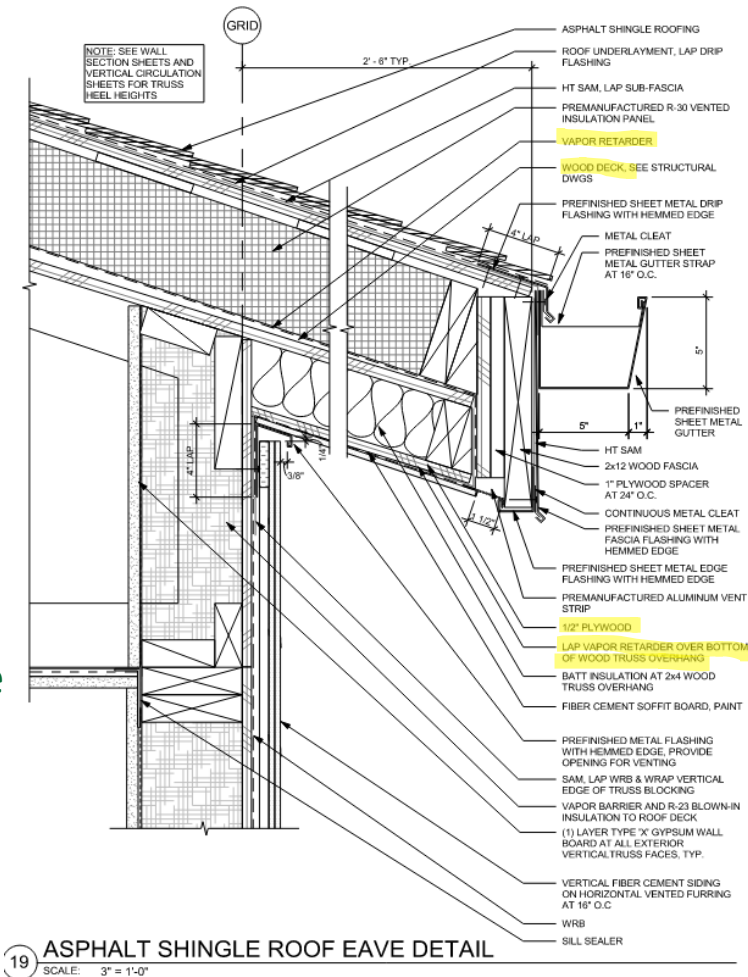 GRID
NOTE: SEE WALL
SECTION SHEETS AND
VERTICAL CIRCULATION
SHEETS FOR TRUSS
HEEL HEIGHTS
2' - 6" TYP.
ASPHALT SHINGLE ROOFING
ROOF UNDERLAYMENT, LAP DRIP
FLASHING
HT SAM, LAP SUB-FASCIA
PREMANUFACTURED R-30 VENTED
INSULATION PANEL
VAPOR RETARDER
WOOD DECK, SEE STRUCTURAL
DWGS
PREFINISHED SHEET METAL DRIP
FLASHING WITH HEMMED EDGE
4" LAP
METAL CLEAT
PREFINISHED SHEET
METAL GUTTER STRAP
AT 16" O.C.
5"
5"
1"
PREFINISHED
SHEET METAL
GUTTER
4" LAP
1/4"
3/8"
1 1/2"
HT SAM
2x12 WOOD FASCIA
1" PLYWOOD SPACER
AT 24" O.C.
CONTINUOUS METAL CLEAT
PREFINISHED SHEET METAL
FASCIA FLASHING WITH
HEMMED EDGE
PREFINISHED SHEET METAL EDGE
FLASHING WITH HEMMED EDGE
PREMANUFACTURED ALUMINUM VENT
STRIP
1/2" PLYWOOD
LAP VAPOR RETARDER OVER BOTTOM
OF WOOD TRUSS OVERHANG
BATT INSULATION AT 2x4 WOOD
TRUSS OVERHANG
FIBER CEMENT SOFFIT BOARD, PAINT
PREFINISHED METAL FLASHING
WITH HEMMED EDGE, PROVIDE
OPENING FOR VENTING
SAM, LAP WRB & WRAP VERTICAL
EDGE OF TRUSS BLOCKING
VAPOR BARRIER AND R-23 BLOWN-IN
INSULATION TO ROOF DECK
(1) LAYER TYPE 'X' GYPSUM WALL
BOARD AT ALL EXTERIOR
VERTICALTRUSS FACES, TYP.
VERTICAL FIBER CEMENT SIDING
ON HORIZONTAL VENTED FURRING
AT 16" O.C
WRB
SILL SEALER
19 ASPHALT SHINGLE ROOF EAVE DETAIL
SCALE: 3" = 1'-0"